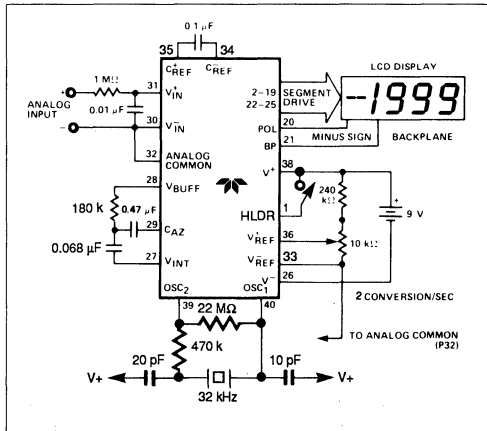 0.1 µF
35 34
C+REF C−REF
LCD DISPLAY
1 MΩ
31
V+IN
+
ANALOG
INPUT
0.01 µF
30
V−IN
−
32
ANALOG
COMMON
28
VBUFF
180 k
0.47 µF
29
CAZ
0.068 µF
27
VINT
OSC2
39
2-19
22-25
SEGMENT
DRIVE
-1999
20
POL
MINUS SIGN
BACKPLANE
21
BP
38
V+
240
kΩ
1
HLDR
+
9 V
36
V+REF
10 kΩ
33
V−REF
26
V−
OSC1
40
2 CONVERSION/SEC
22 MΩ
TO ANALOG COMMON
(P32)
470 k
20 pF
10 pF
V+
V+
32 kHz